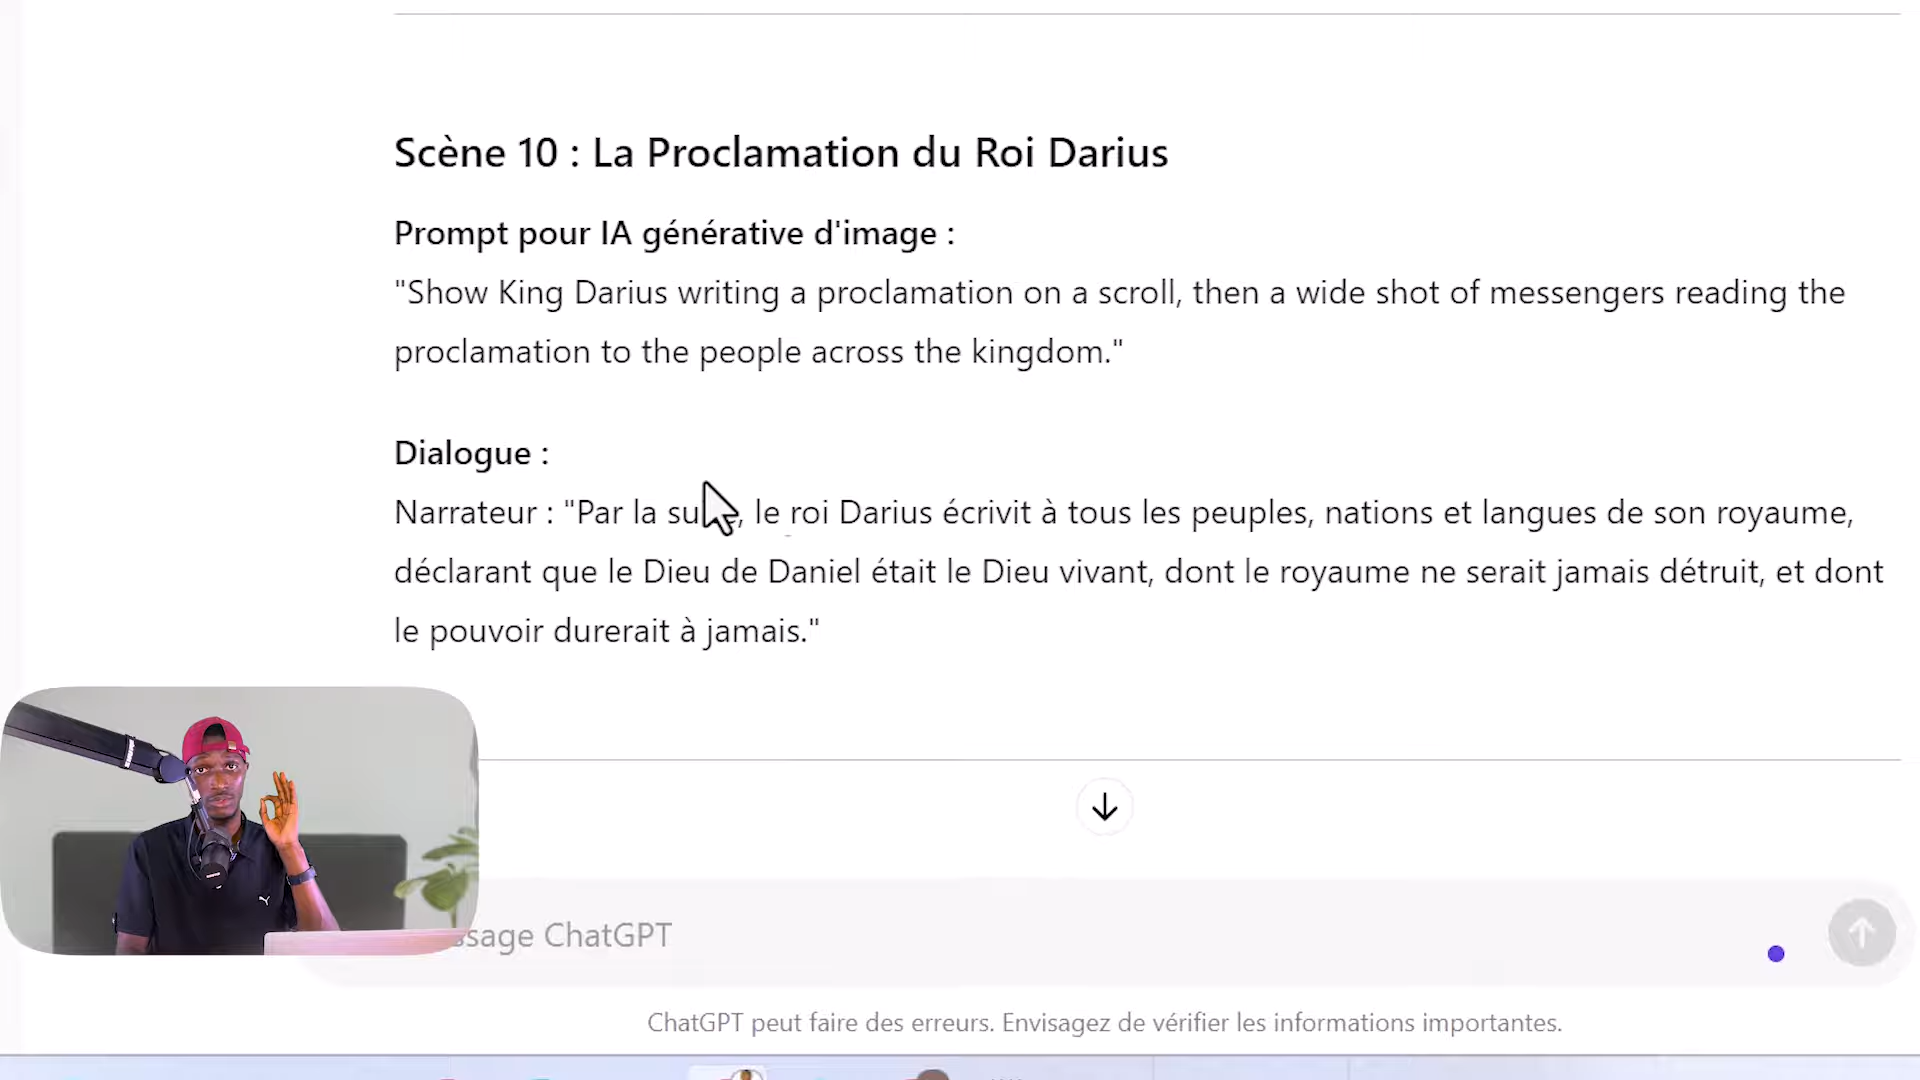 Scène 10 : La Proclamation du Roi Darius
Prompt pour IA générative d'image :
"Show King Darius writing a proclamation on a scroll, then a wide shot of messengers reading the
proclamation to the people across the kingdom."
Dialogue :
Narrateur : "Par la , le roi Darius écrivit à tous les peuples, nations et langues de son royaume,
déclarant que le Dieu de Daniel était le Dieu vivant, dont le royaume ne serait jamais détruit, et dont
le pouvoir durerait à jamais."
ssage ChatGPT
ChatGPT peut faire des erreurs. Envisagez de vérifier les informations importantes.